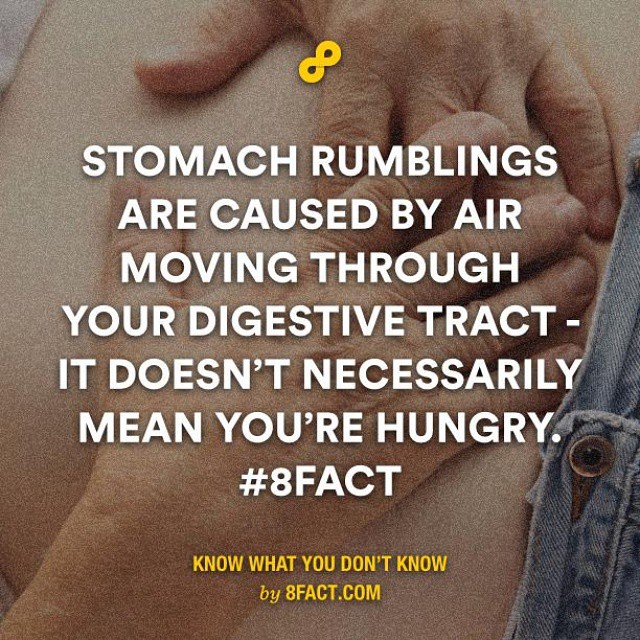 STOMACH RUMBLINGS
ARE CAUSED BY AIR
MOVING THROUGH
YOUR DIGESTIVE TRACT -
IT DOESN'T NECESSARILY
MEAN YOU'RE HUNGRY.
#8FACT
KNOW WHAT YOU DON'T KNOW
by 8FACT.COM